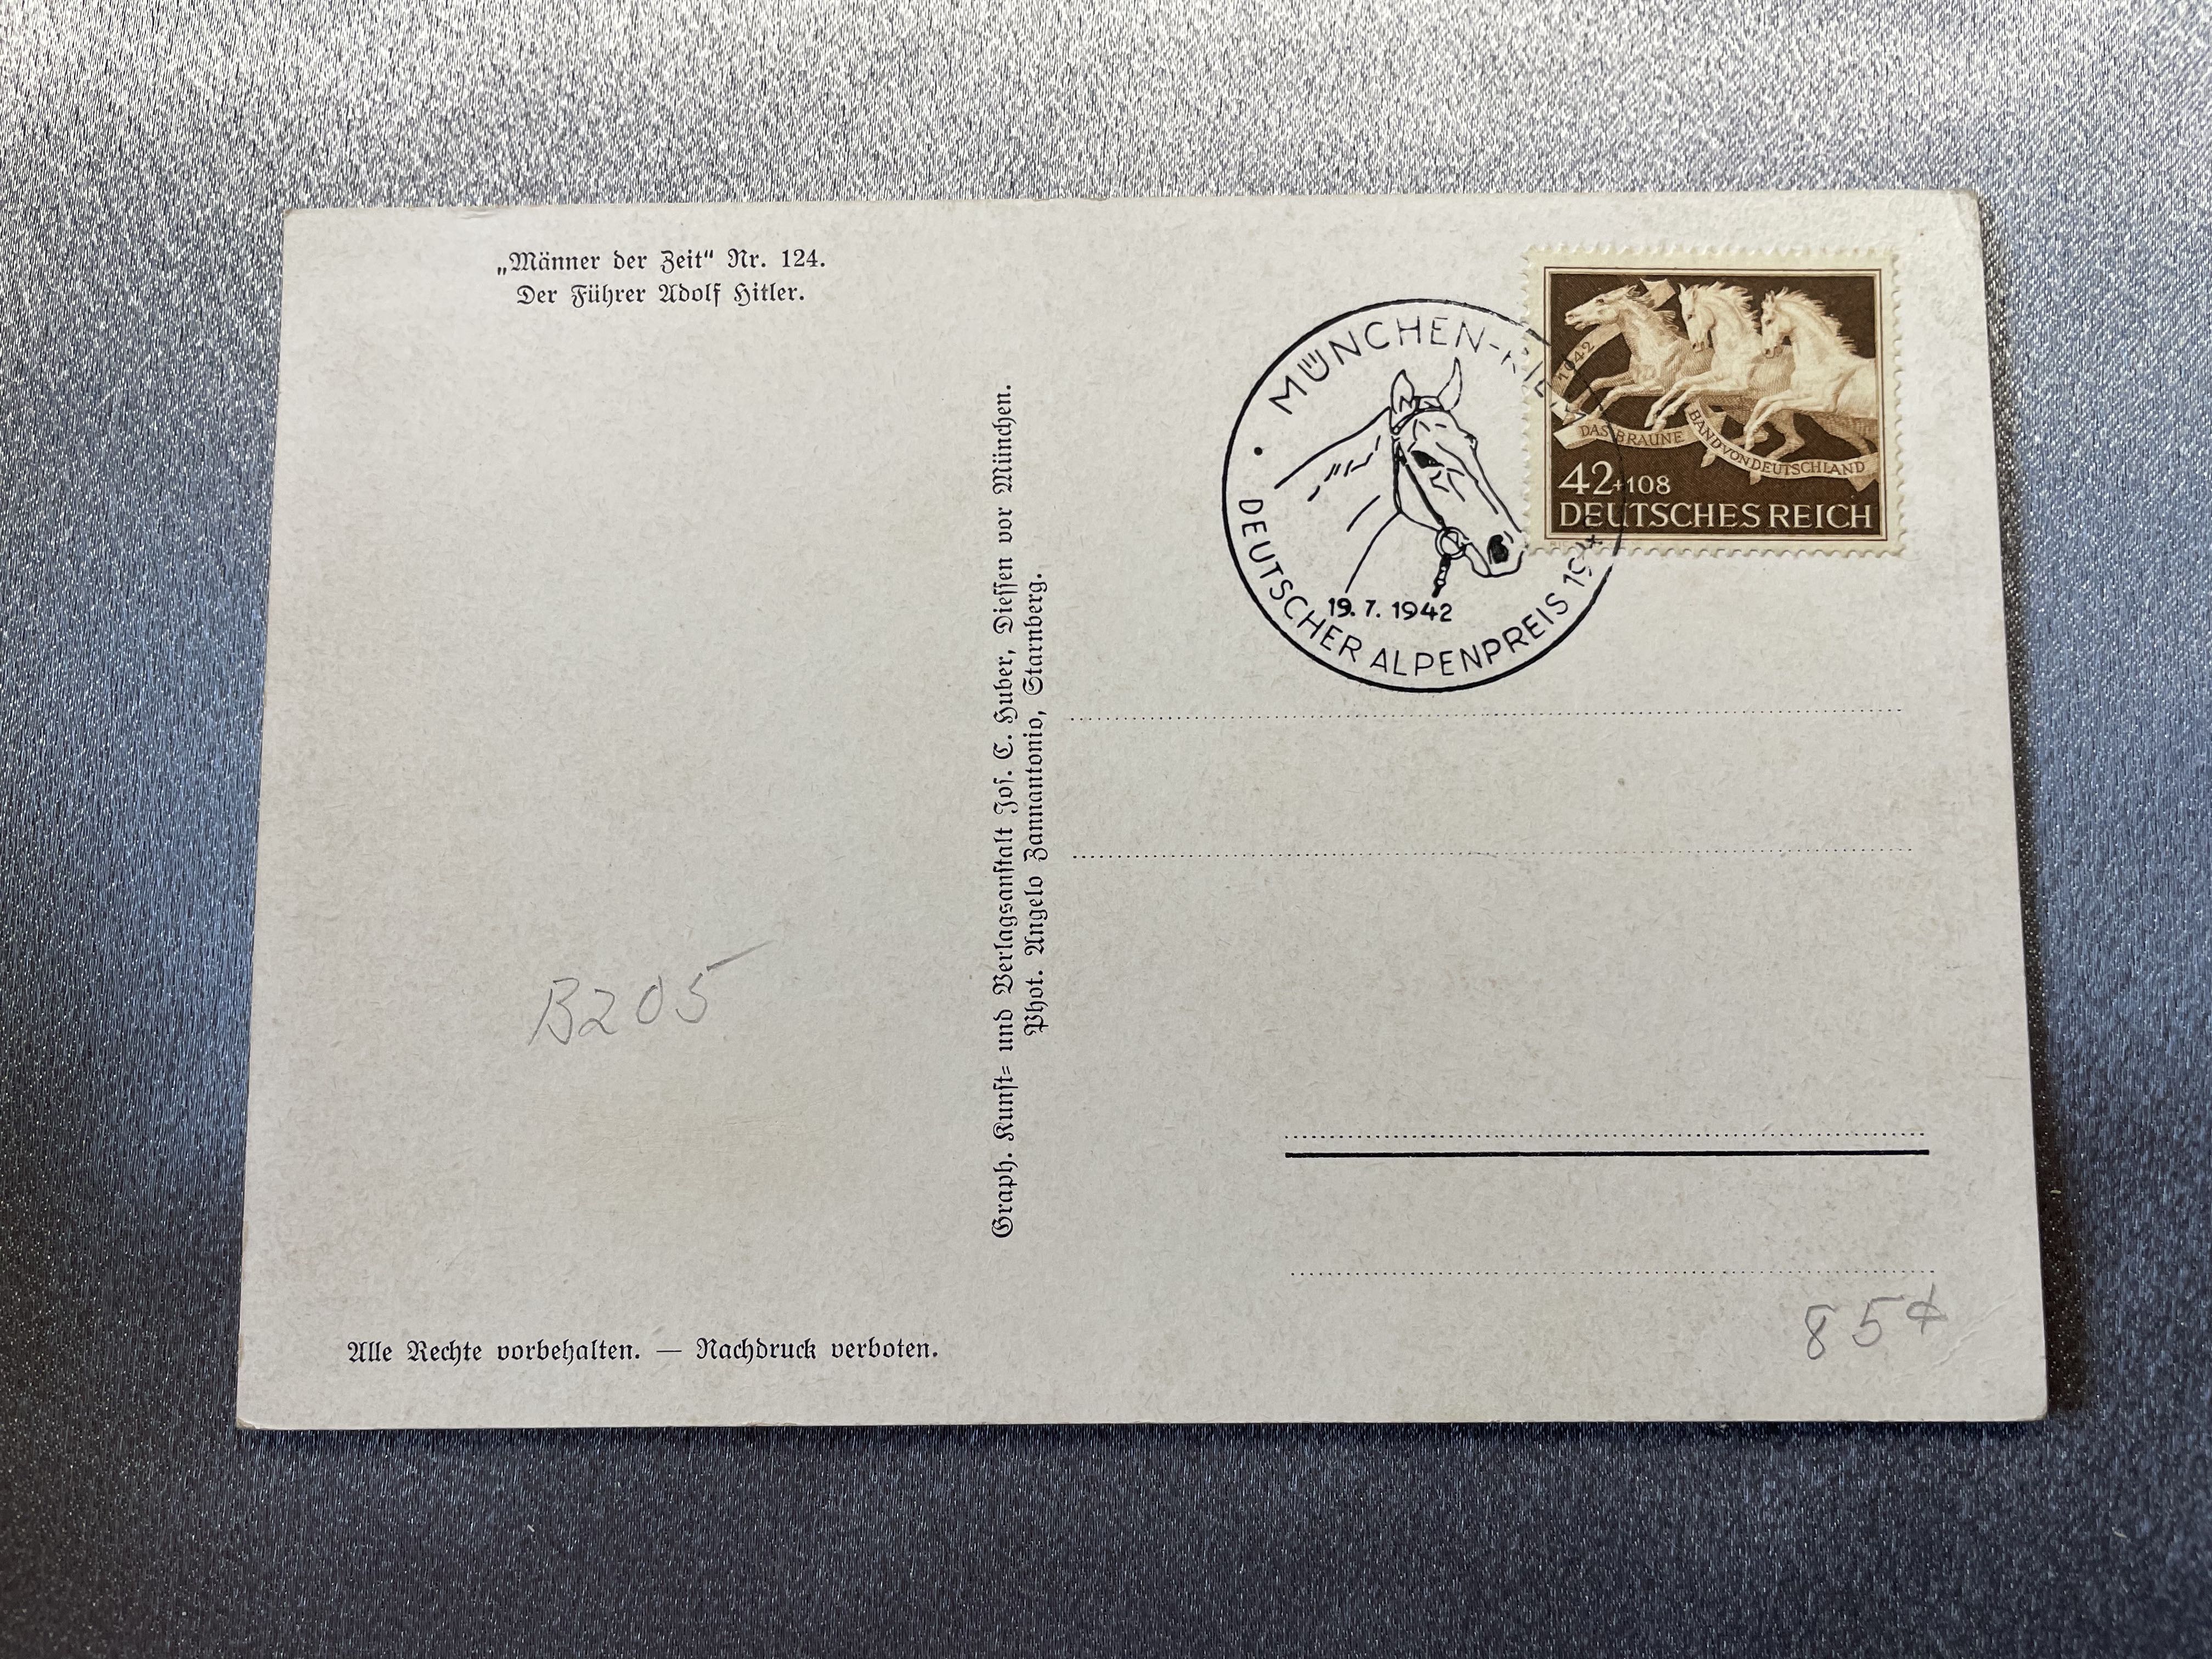 „Männer der Zeit“ Nr. 124.
Der Führer Adolf Hitler.
Graph. Kunst- und Verlagsanstalt Jos. C. Huber, Diessen vor München.
Phot. Angelo Zannantonio, Starnberg.
MÜNCHEN-RIEM
19.7.1942
DEUTSCHER ALPENPREIS
1942
DAS BRAUNE BAND VON DEUTSCHLAND
42+108
DEUTSCHES REICH
B205
Alle Rechte vorbehalten. — Nachdruck verboten.
85¢